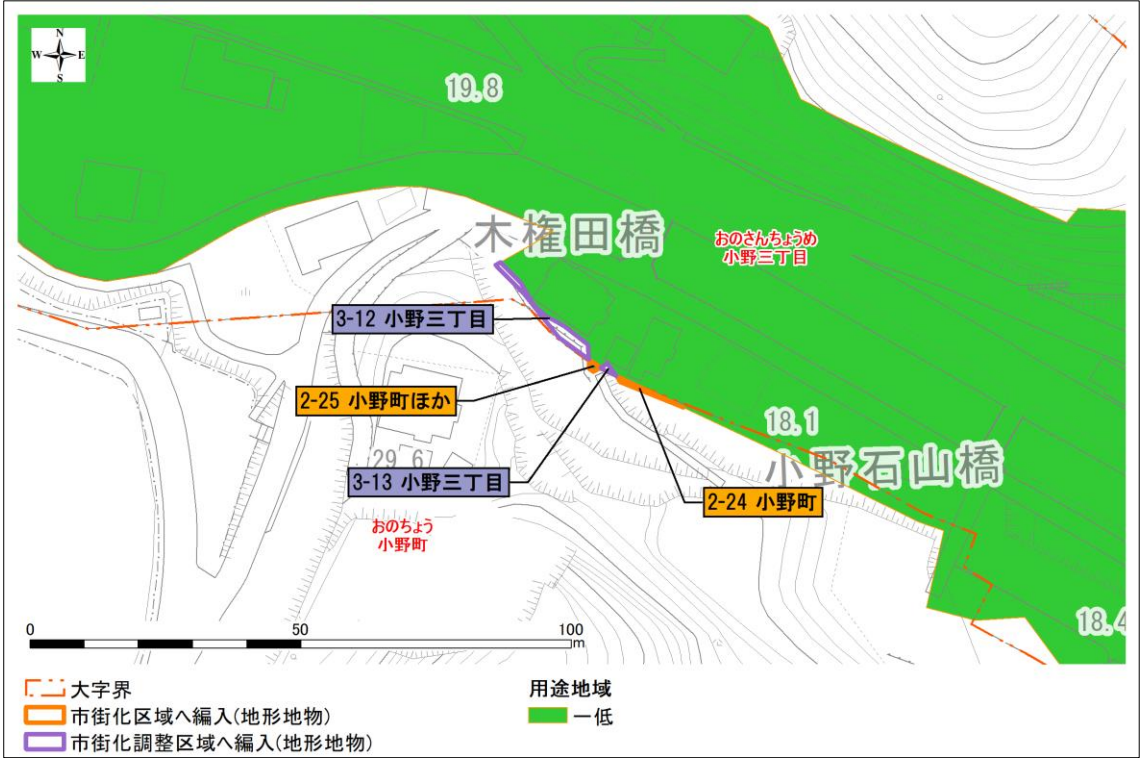 N
W E
S
19.8
木権田橋
おのさんちょうめ
小野三丁目
3-12 小野三丁目
2-25 小野町ほか
18.1
小野石山橋
29.6
3-13 小野三丁目
2-24 小野町
おのちょう
小野町
18.4
0 50 100
m
大字界
市街化区域へ編入(地形地物)
市街化調整区域へ編入(地形地物)
用途地域
一低